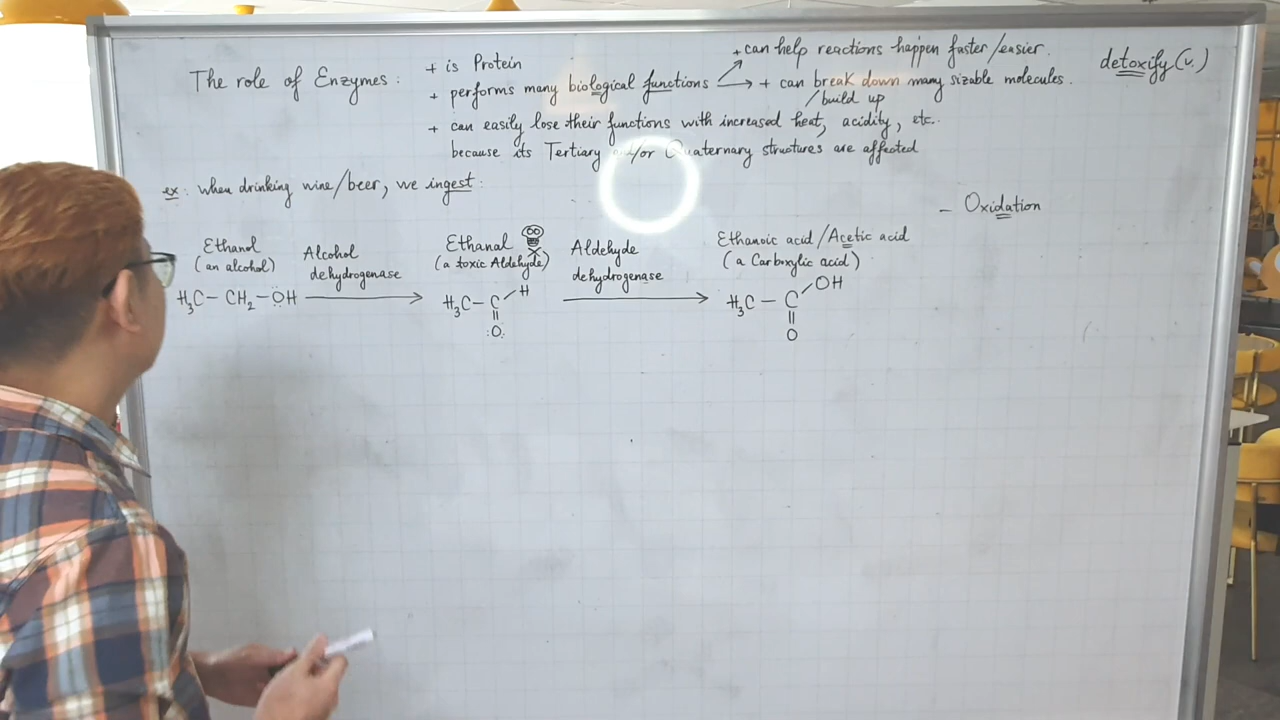 The role of Enzymes :
+ is Protein
+ performs many biological functions
+ can help reactions happen faster/easier.
+ can break down many sizable molecules.
/build up
+ can easily lose their functions with increased heat, acidity, etc..
because its Tertiary and/or Quaternary structures are affected
detoxify (v.)
ex: when drinking wine/beer, we ingest:
- Oxidation
Ethanol
(an alcohol)
Alcohol
dehydrogenase
Ethanal
(a toxic Aldehyde)
Aldehyde
dehydrogenase
Ethanoic acid/Acetic acid
(a Carboxylic acid)
H₃C – CH₂ – OH
H₃C – C – H
||
:O:
H₃C – C – OH
||
O